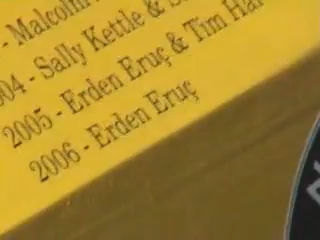 - Malcolm
004 - Sally Kettle &
2005 - Erden Eruç & Tim Har
2006 - Erden Eruç